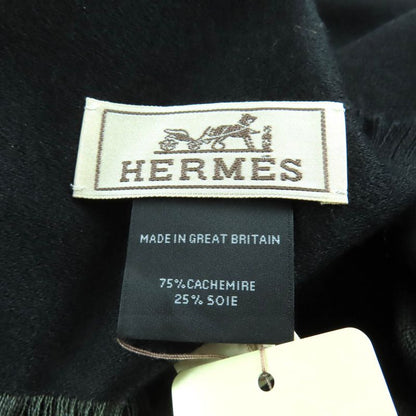 HERMÈS
MADE IN GREAT BRITAIN
75% CACHEMIRE
25% SOIE